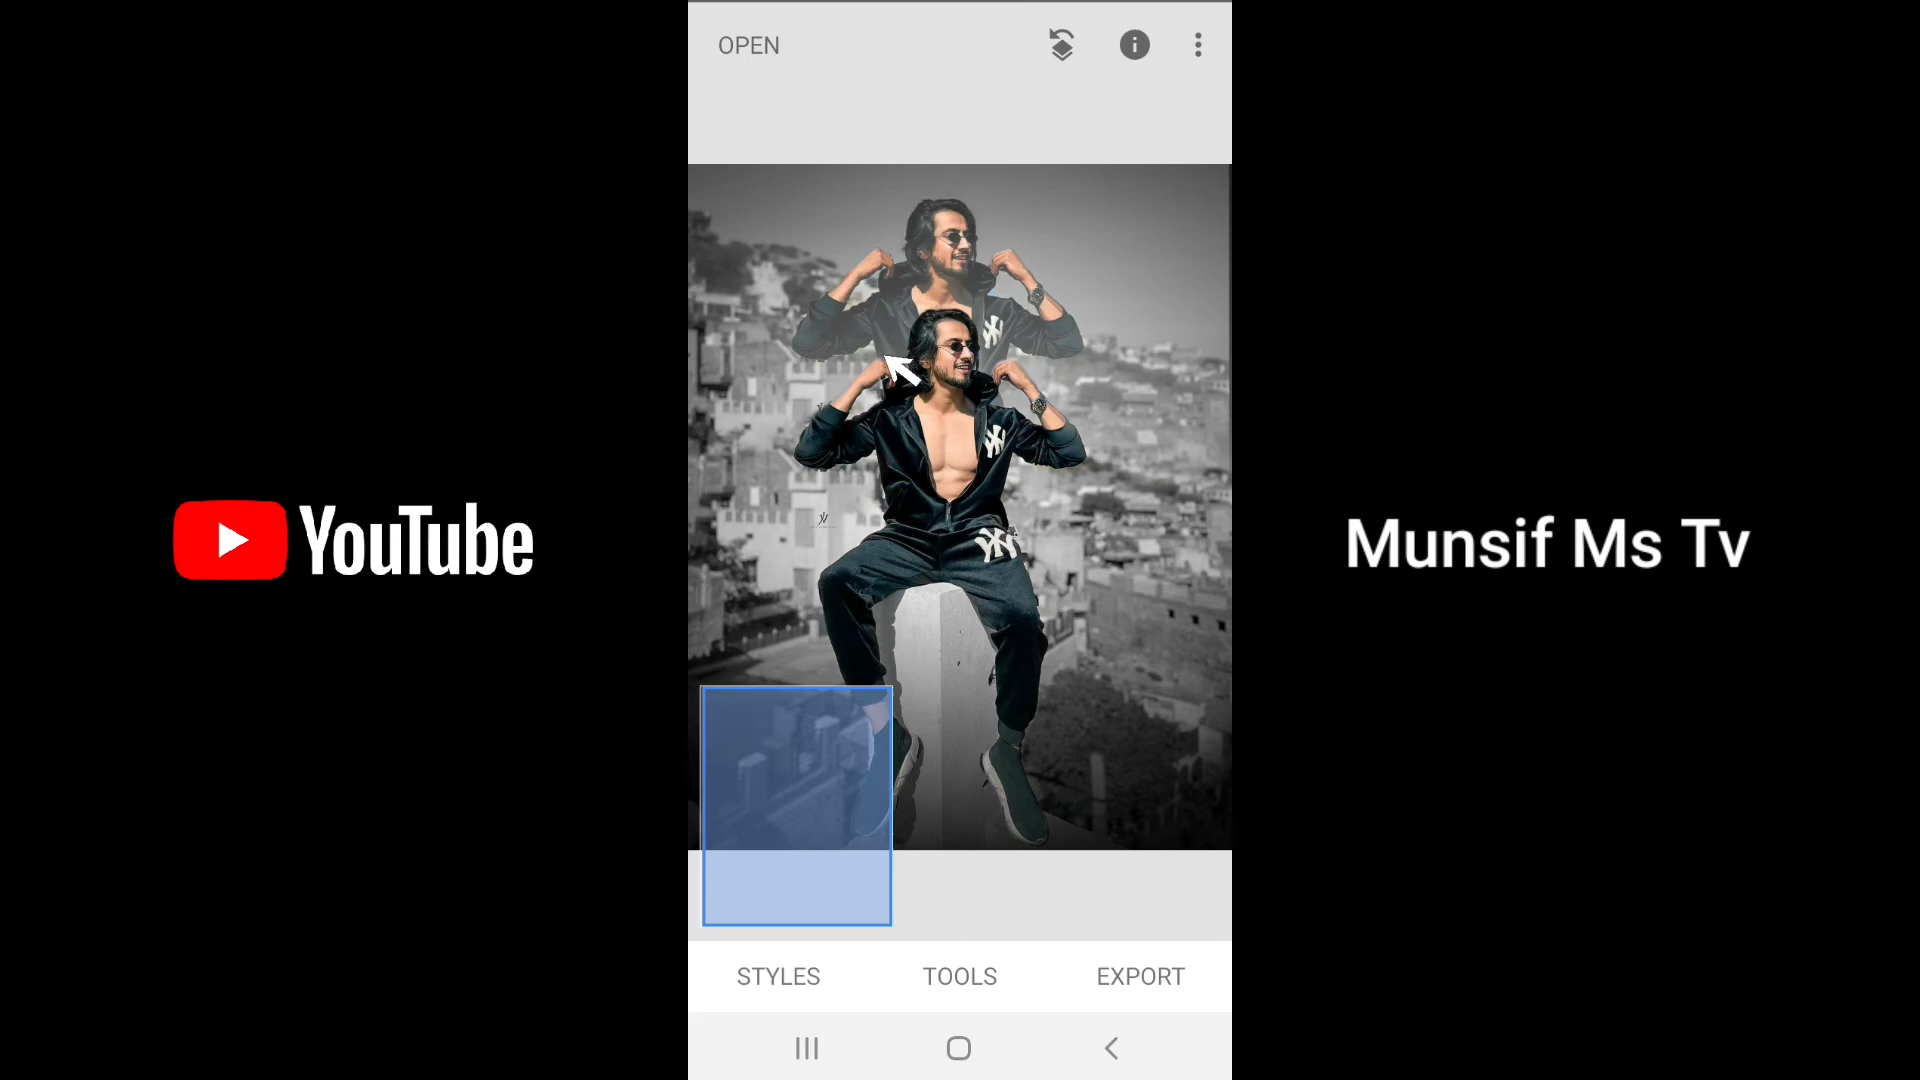 OPEN
YouTube
Munsif Ms Tv
STYLES
TOOLS
EXPORT